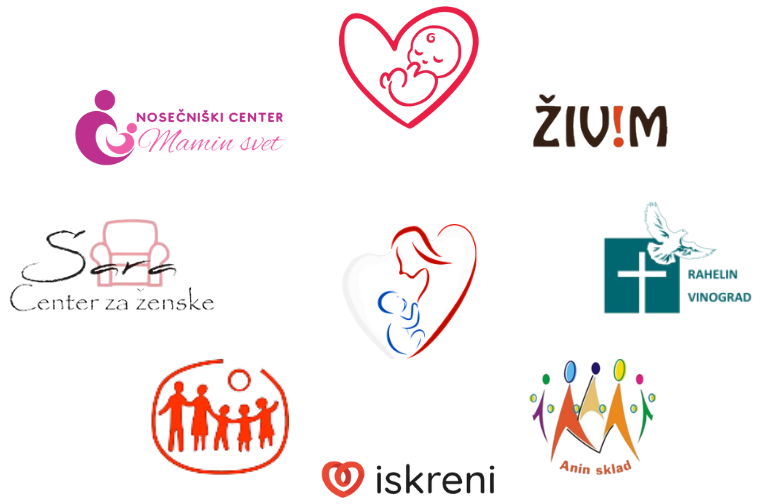 NOSEČNIŠKI CENTER
Mamin svet
ŽIV!M
Sara
Center za ženske
RAHELIN
VINOGRAD
Anin sklad
iskreni